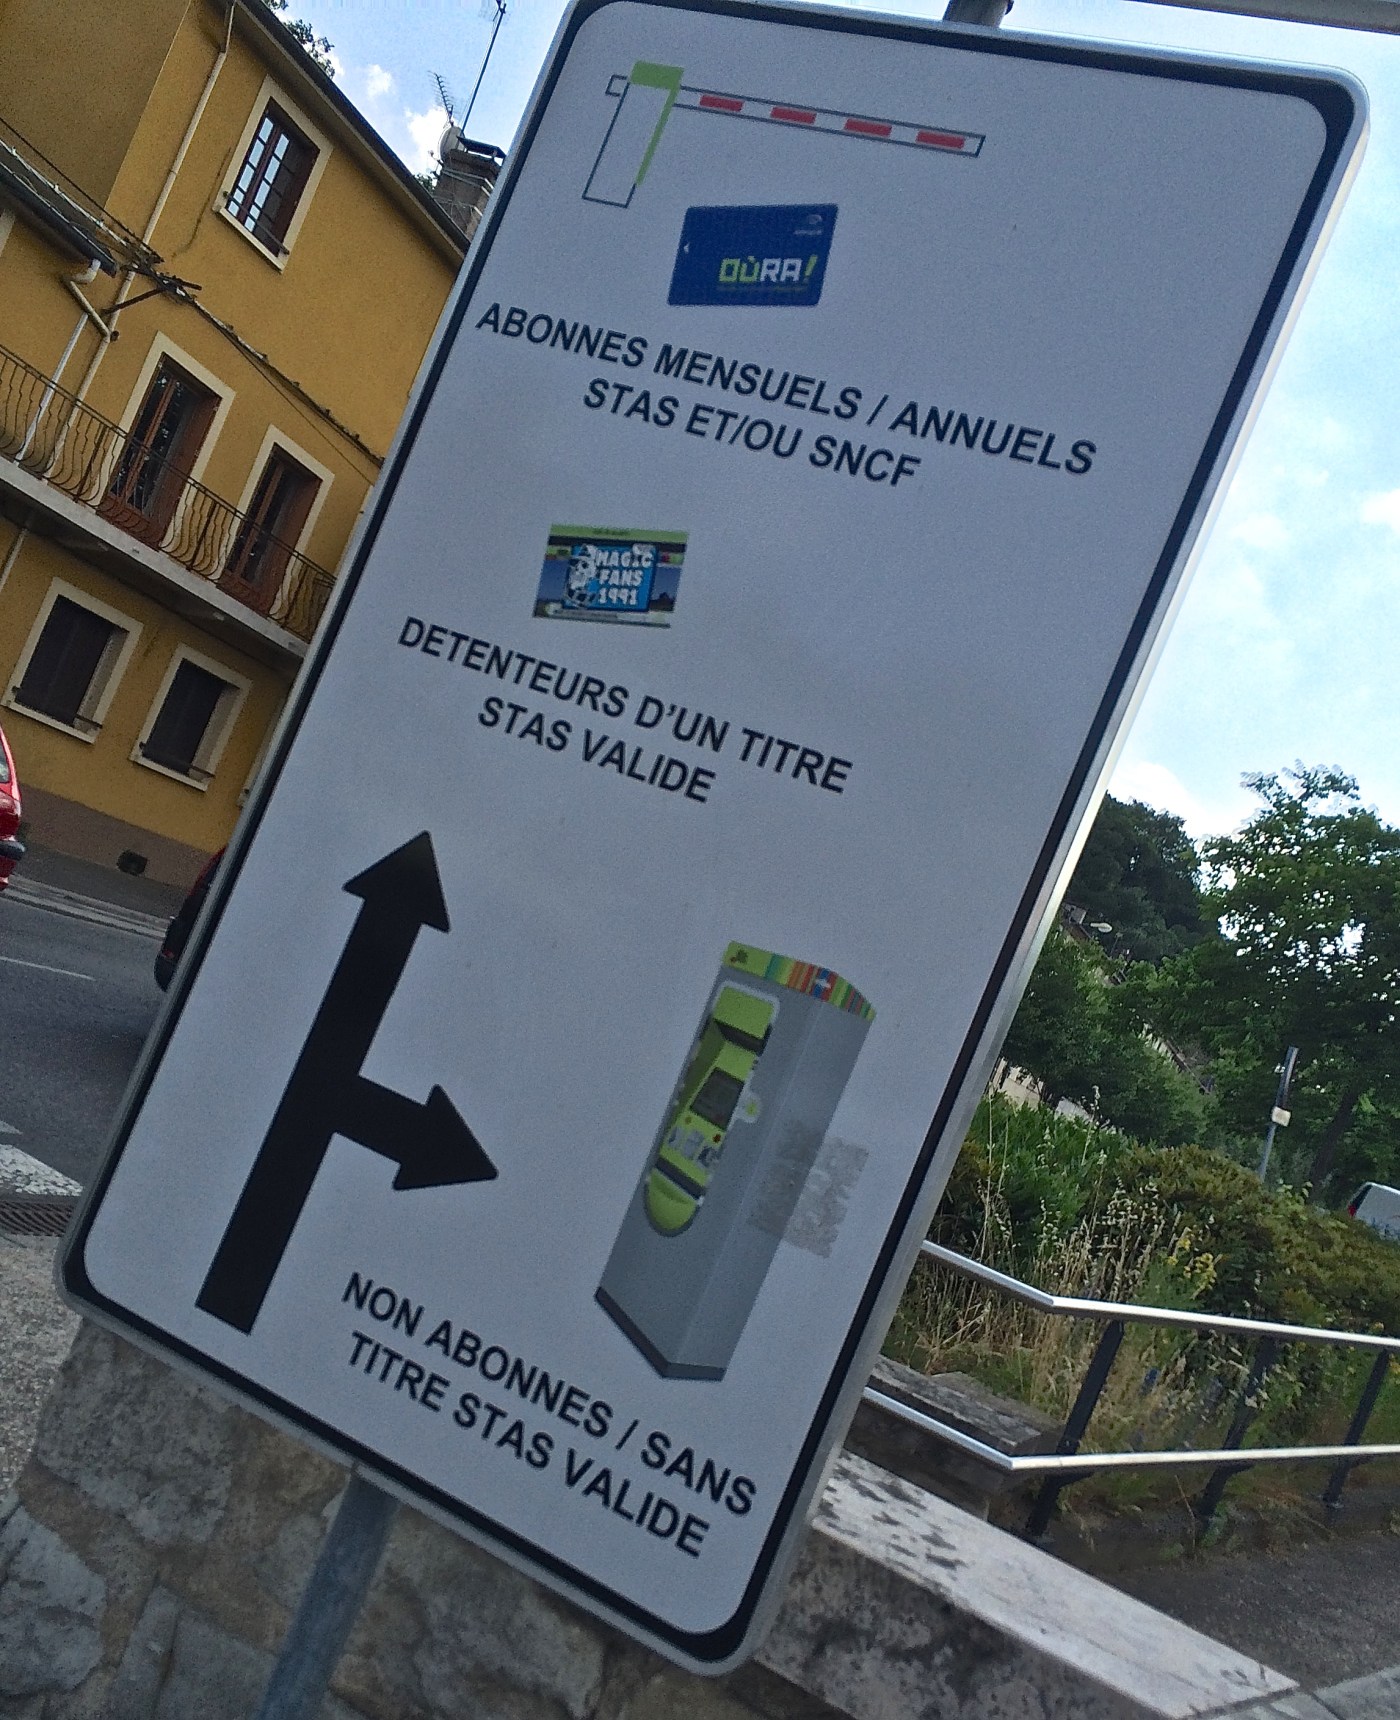 OÙRA!
ABONNES MENSUELS / ANNUELS
STAS ET/OU SNCF
MAGIC
FANS
1991
DETENTEURS D'UN TITRE
STAS VALIDE
NON ABONNES / SANS
TITRE STAS VALIDE